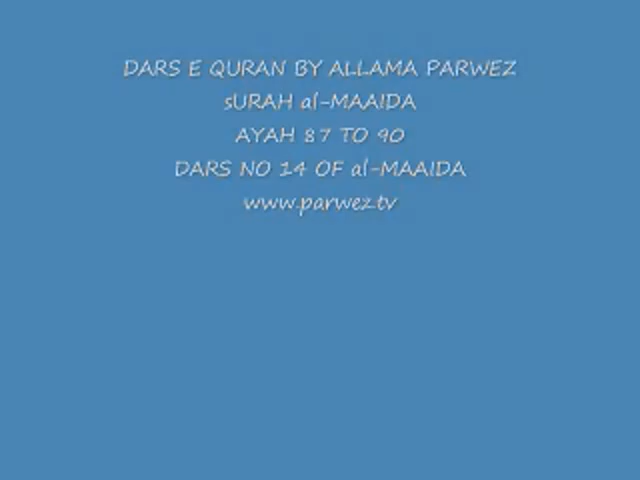 DARS E QURAN BY ALLAMA PARWEZ
sURAH al-MAAIDA
AYAH 87 TO 90
DARS NO 14 OF al-MAAIDA
www.parwez.tv